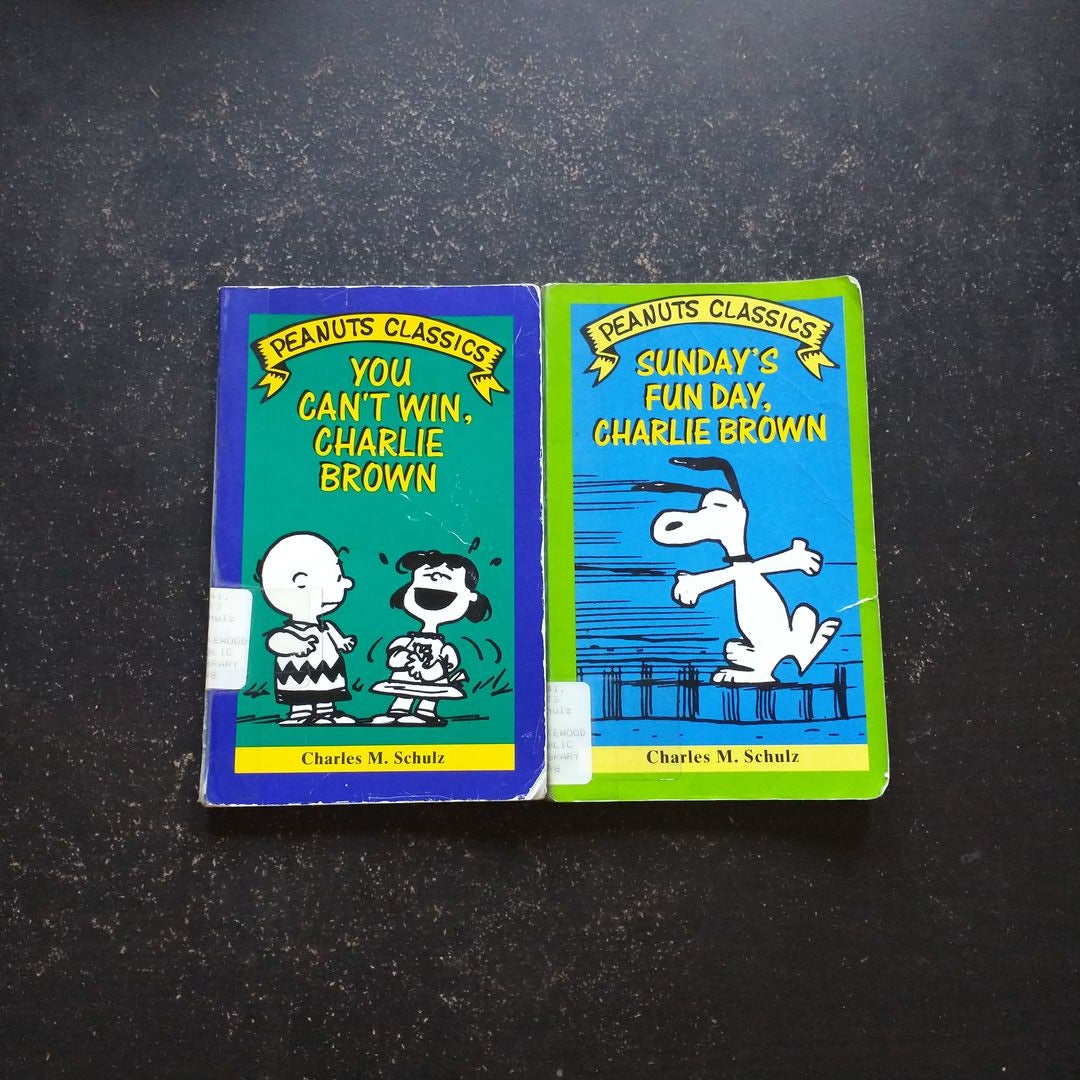 PEANUTS CLASSICS
YOU
CAN'T WIN,
CHARLIE
BROWN
Charles M. Schulz
PEANUTS CLASSICS
SUNDAY'S
FUN DAY,
CHARLIE BROWN
Charles M. Schulz